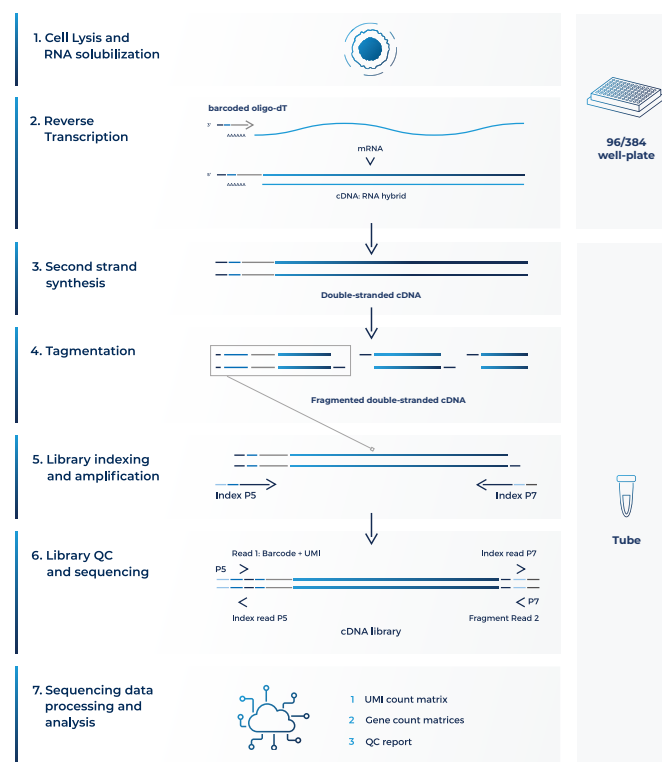 1. Cell Lysis and
RNA solubilization
96/384
well-plate
2. Reverse
Transcription
barcoded oligo-dT
3'
AAAAAA
mRNA
5'
AAAAAA
cDNA: RNA hybrid
3. Second strand
synthesis
Double-stranded cDNA
4. Tagmentation
Fragmented double-stranded cDNA
5. Library indexing
and amplification
Index P5
Index P7
Tube
6. Library QC
and sequencing
Read 1: Barcode + UMI
Index read P7
P5
P7
Index read P5
Fragment Read 2
cDNA library
7. Sequencing data
processing and
analysis
1 UMI count matrix
2 Gene count matrices
3 QC report